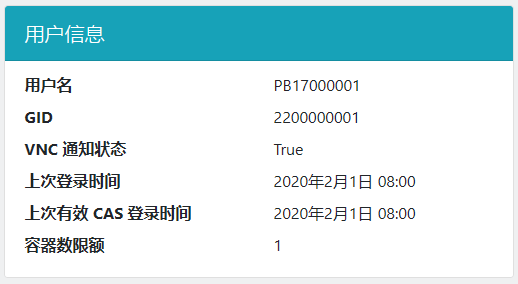 用户信息
用户名 PB17000001
GID 2200000001
VNC 通知状态 True
上次登录时间 2020年2月1日 08:00
上次有效 CAS 登录时间 2020年2月1日 08:00
容器数限额 1